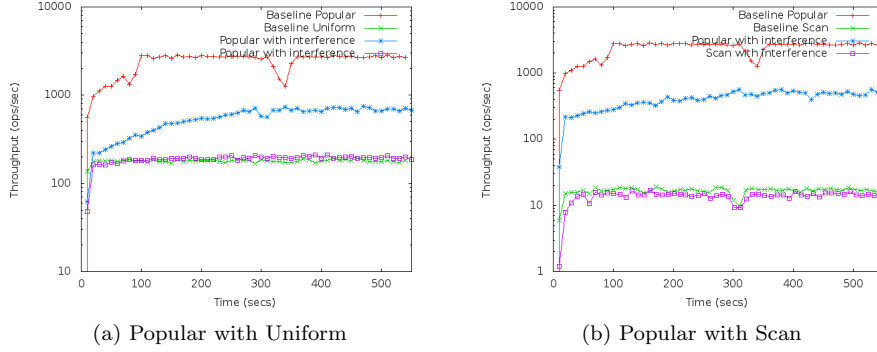 10000
1000
100
10
Throughput (ops/sec)
0
100
200
300
400
500
Time (secs)
Baseline Popular
Baseline Uniform
Popular with interference
Popular with interference
(a) Popular with Uniform
10000
1000
100
10
1
Throughput (ops/sec)
0
100
200
300
400
500
Time (secs)
Baseline Popular
Baseline Scan
Popular with interference
Scan with Interference
(b) Popular with Scan